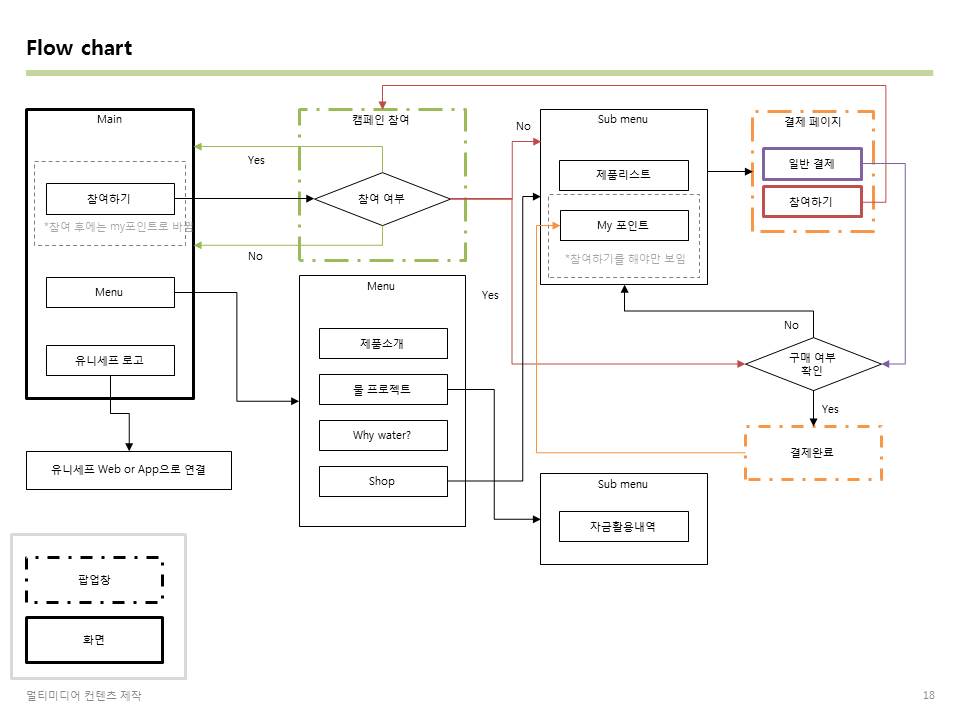 Flow chart
Main
참여하기
*참여 후에는 my포인트로 바뀜
Menu
유니세프 로고
유니세프 Web or App으로 연결
Yes
No
캠페인 참여
참여 여부
Menu
제품소개
물 프로젝트
Why water?
Shop
No
Yes
Sub menu
제품리스트
My 포인트
*참여하기를 해야만 보임
결제 페이지
일반 결제
참여하기
No
구매 여부
확인
Yes
결제완료
Sub menu
자금활용내역
팝업창
화면
멀티미디어 컨텐츠 제작
18